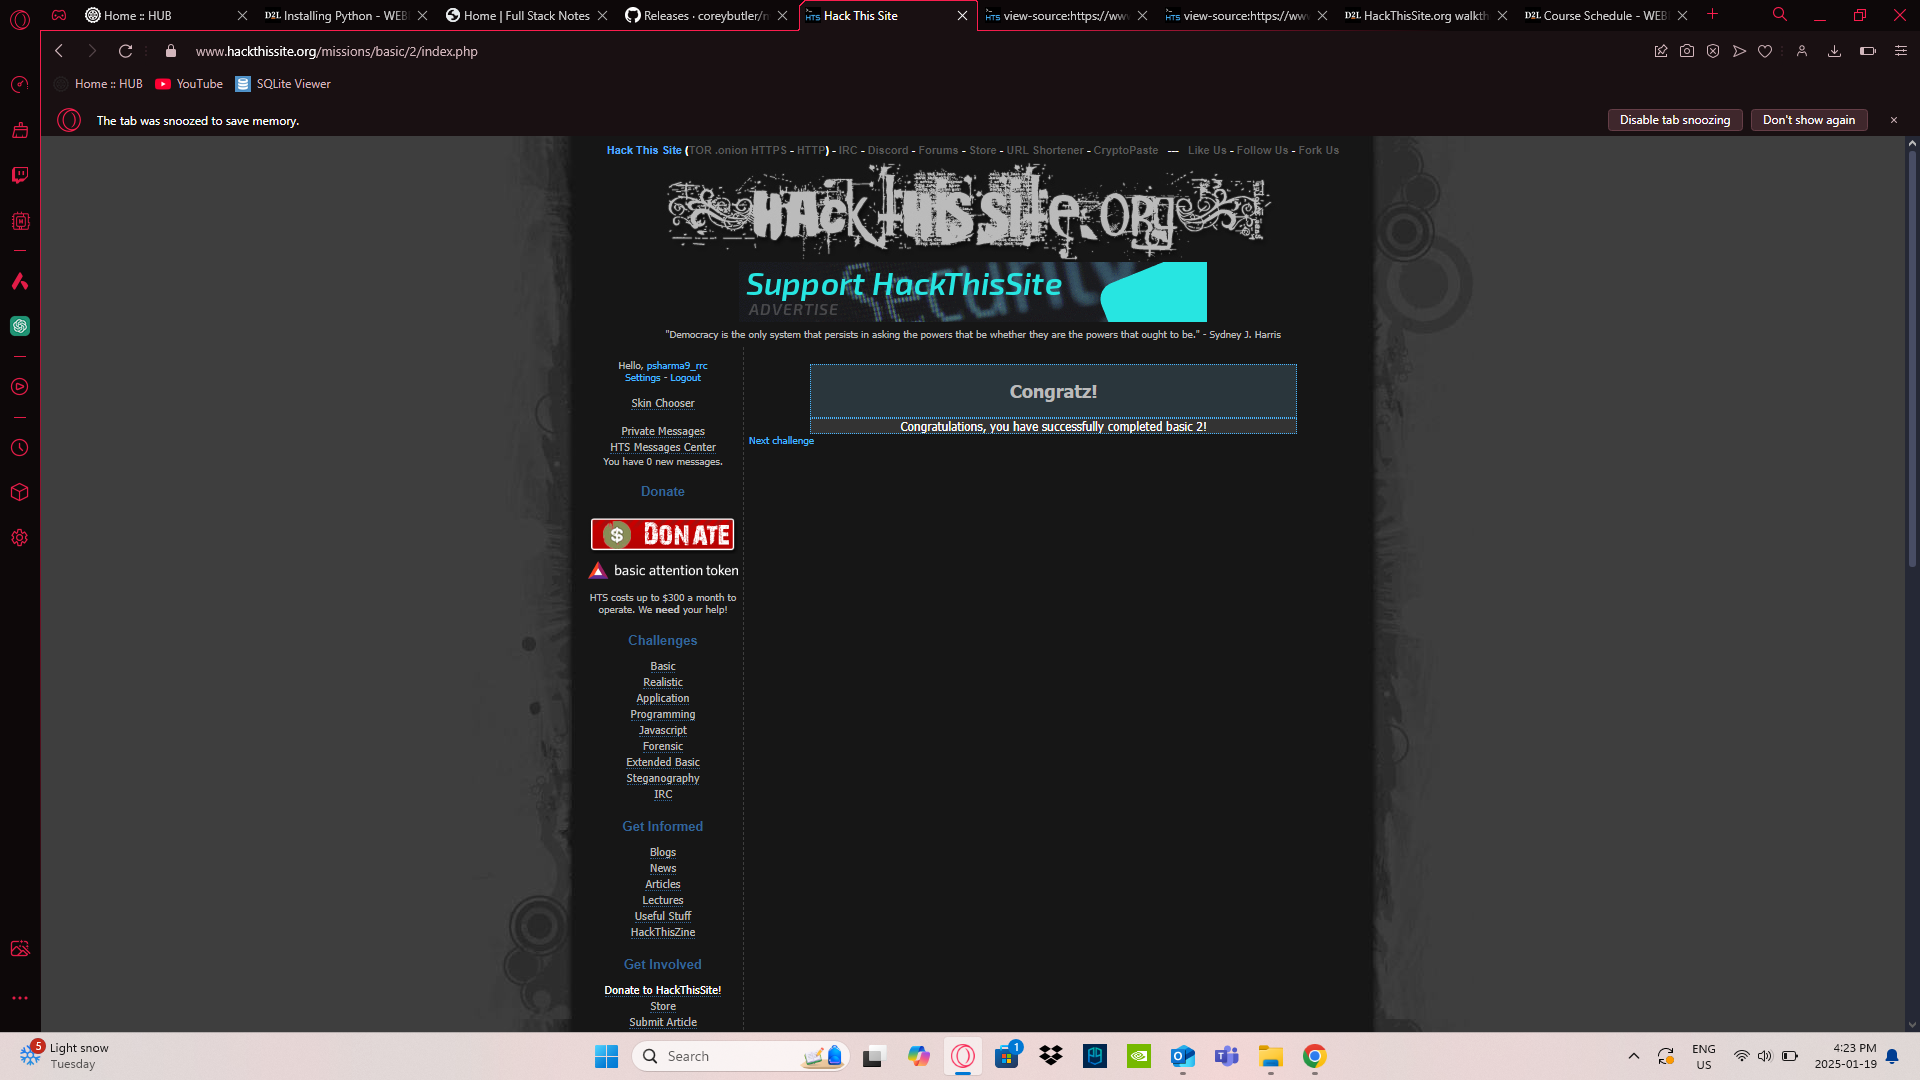 Home :: HUB
D2L Installing Python - WEB
Home | Full Stack Notes
Releases · coreybutler/n
HTS Hack This Site
HTS view-source:https://ww
HTS view-source:https://ww
D2L HackThisSite.org walkth
D2L Course Schedule - WEB
www.hackthissite.org/missions/basic/2/index.php
Home :: HUB YouTube SQLite Viewer
The tab was snoozed to save memory.
Disable tab snoozing Don't show again
Hack This Site (TOR .onion HTTPS - HTTP) - IRC - Discord - Forums - Store - URL Shortener - CryptoPaste --- Like Us - Follow Us - Fork Us
HAckTHISSitE.ORG
Support HackThisSite
ADVERTISE
"Democracy is the only system that persists in asking the powers that be whether they are the powers that ought to be." - Sydney J. Harris
Hello, psharma9_rrc
Settings - Logout
Skin Chooser
Private Messages
HTS Messages Center
You have 0 new messages.
Donate
$ DONATE
basic attention token
HTS costs up to $300 a month to
operate. We need your help!
Challenges
Basic
Realistic
Application
Programming
Javascript
Forensic
Extended Basic
Steganography
IRC
Get Informed
Blogs
News
Articles
Lectures
Useful Stuff
HackThisZine
Get Involved
Donate to HackThisSite!
Store
Submit Article
Congratz!
Congratulations, you have successfully completed basic 2!
Next challenge
5
Light snow
Tuesday
Search
1
ENG
US
4:23 PM
2025-01-19